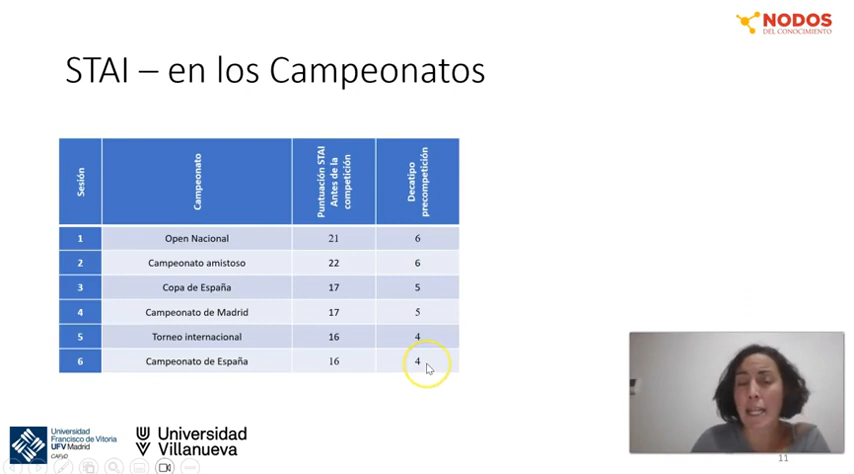 NODOS
DEL CONOCIMIENTO
STAI – en los Campeonatos
Sesión Campeonato Puntuación STAI Antes de la competición Decatipo precompetición
1 Open Nacional 21 6
2 Campeonato amistoso 22 6
3 Copa de España 17 5
4 Campeonato de Madrid 17 5
5 Torneo internacional 16 4
6 Campeonato de España 16 4
Universidad
Francisco de Vitoria
UFV Madrid
CAFyD
Universidad
Villanueva
11